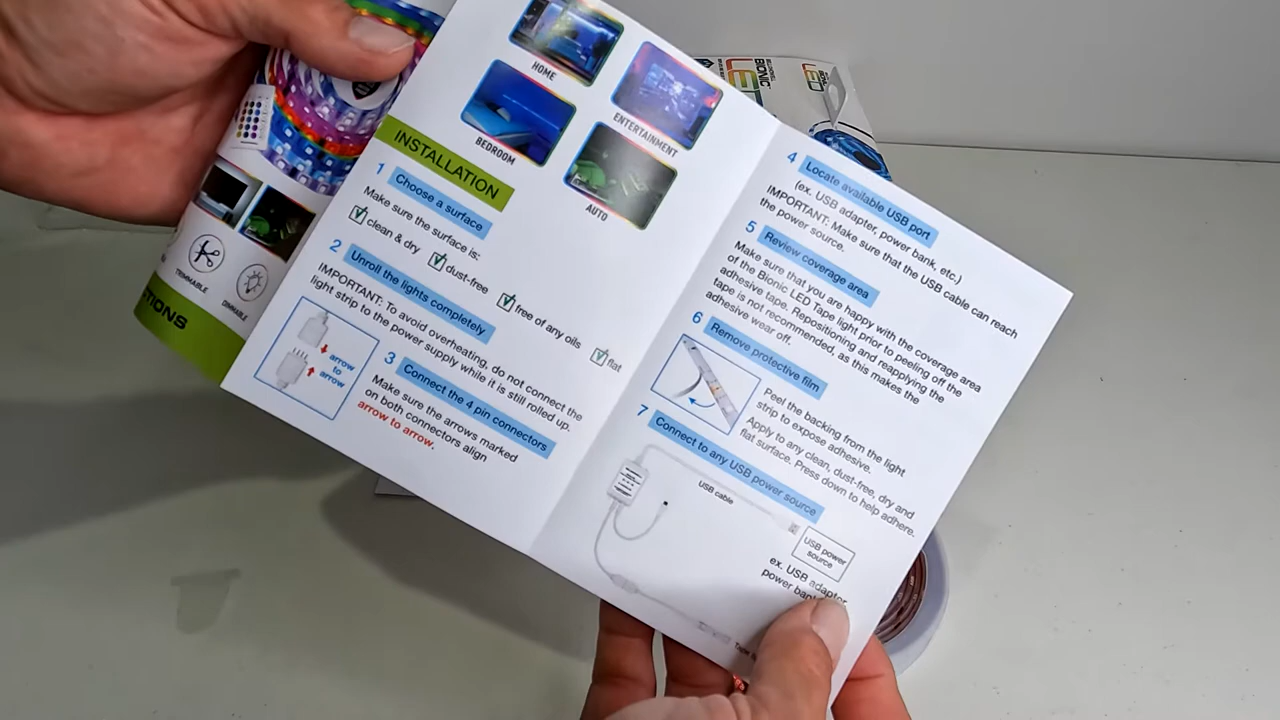 HOME
ENTERTAINMENT
BEDROOM
AUTO
INSTALLATION
1 Choose a surface
Make sure the surface is:
clean & dry dust-free free of any oils flat
2 Unroll the lights completely
IMPORTANT: To avoid overheating, do not connect the
light strip to the power supply while it is still rolled up.
arrow
to
arrow
3 Connect the 4 pin connectors
Make sure the arrows marked
on both connectors align
arrow to arrow.
4 Locate available USB port
(ex. USB adapter, power bank, etc.)
IMPORTANT: Make sure that the USB cable can reach
the power source.
5 Review coverage area
Make sure that you are happy with the coverage area
of the Bionic LED Tape light prior to peeling off the
adhesive tape. Repositioning and reapplying off the
tape is not recommended, as this makes the
adhesive wear off.
6 Remove protective film
Peel the backing from the light
strip to expose adhesive.
Apply to any clean, dust-free, dry and
flat surface. Press down to help adhere.
7 Connect to any USB power source
USB cable
USB power
source
ex. USB adaptor
power
Tape
TRIMMABLE
DIMMABLE
BIONIC
LED